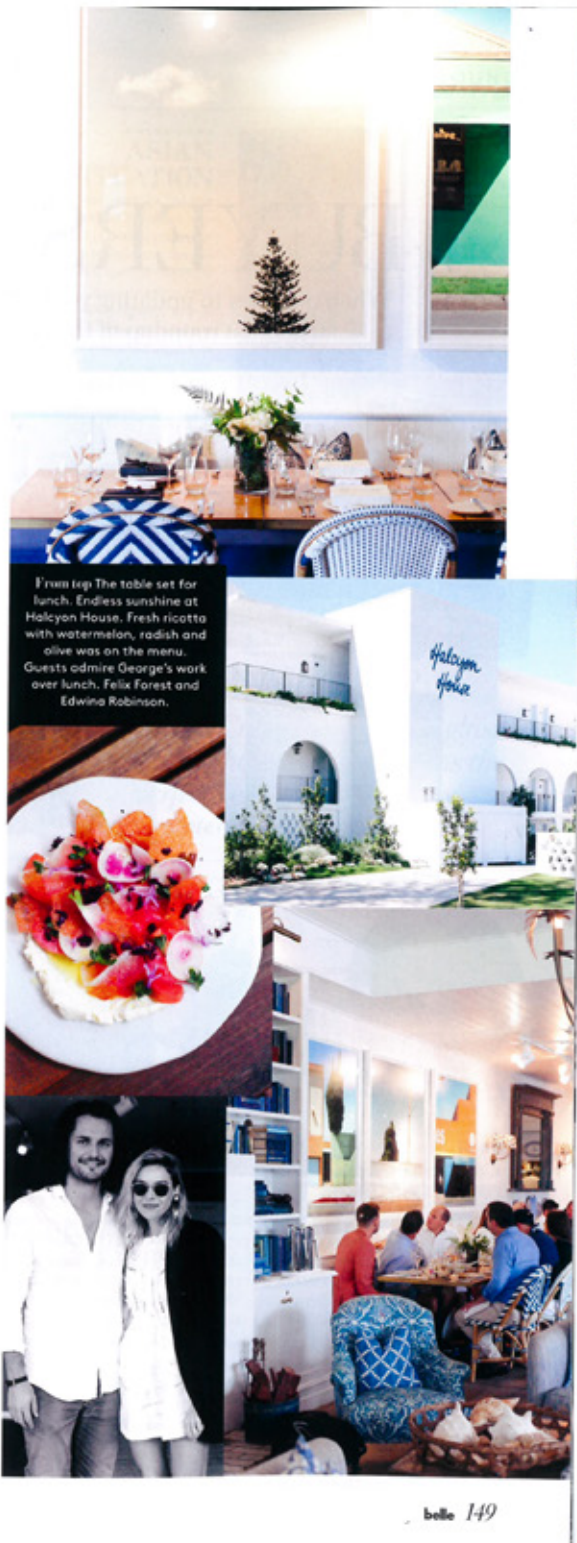 From top The table set for
lunch. Endless sunshine at
Halcyon House. Fresh ricotta
with watermelon, radish and
olive was on the menu.
Guests admire George's work
over lunch. Felix Forest and
Edwina Robinson.
Halcyon
House
belle 149